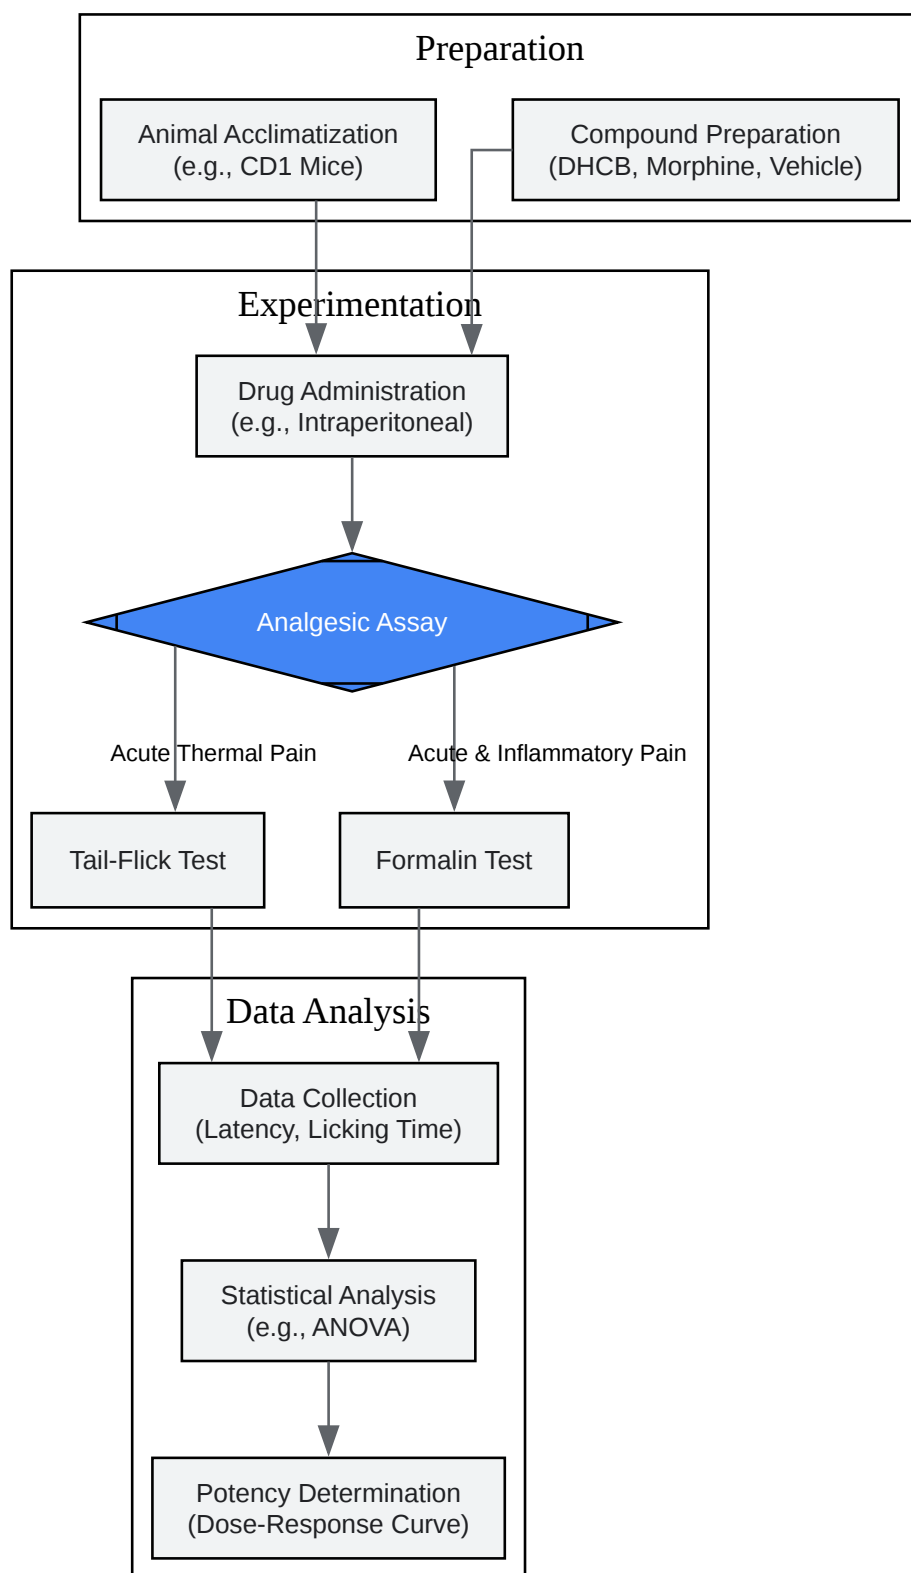 Preparation
Animal Acclimatization
(e.g., CD1 Mice)
Compound Preparation
(DHCB, Morphine, Vehicle)
Experimentation
Drug Administration
(e.g., Intraperitoneal)
Analgesic Assay
Acute Thermal Pain
Acute & Inflammatory Pain
Tail-Flick Test
Formalin Test
Data Analysis
Data Collection
(Latency, Licking Time)
Statistical Analysis
(e.g., ANOVA)
Potency Determination
(Dose-Response Curve)